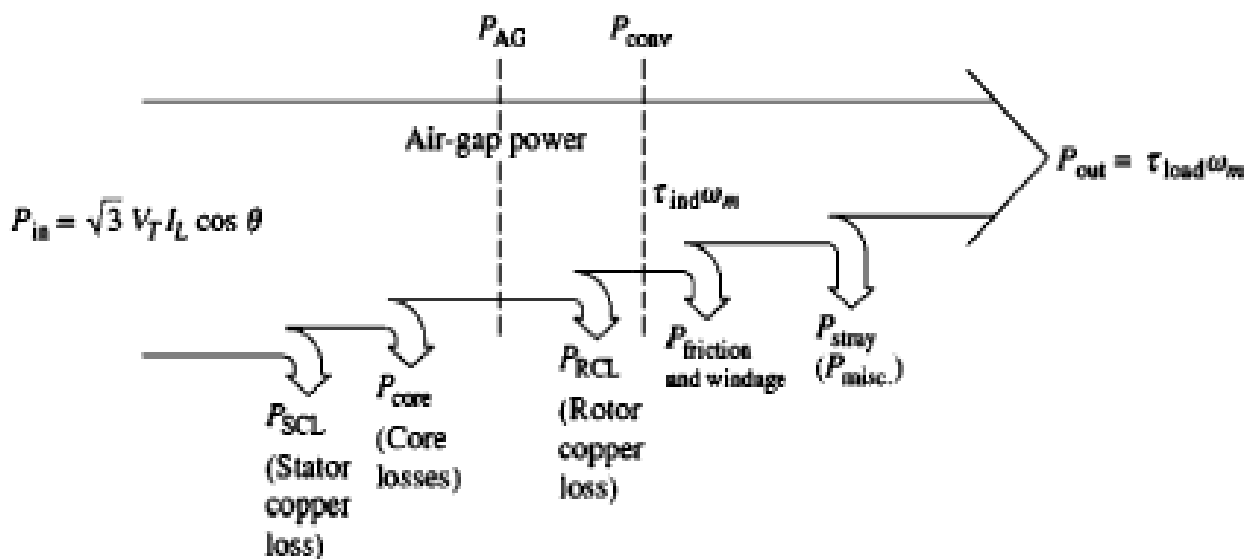 P_AG
P_conv
Air-gap power
P_out = τ_load ω_m
τ_ind ω_m
P_in = √3 V_T I_L cos θ
P_SCL
(Stator
copper
loss)
P_core
(Core
losses)
P_RCL
(Rotor
copper
loss)
P_friction
and windage
P_stray
(P_misc.)